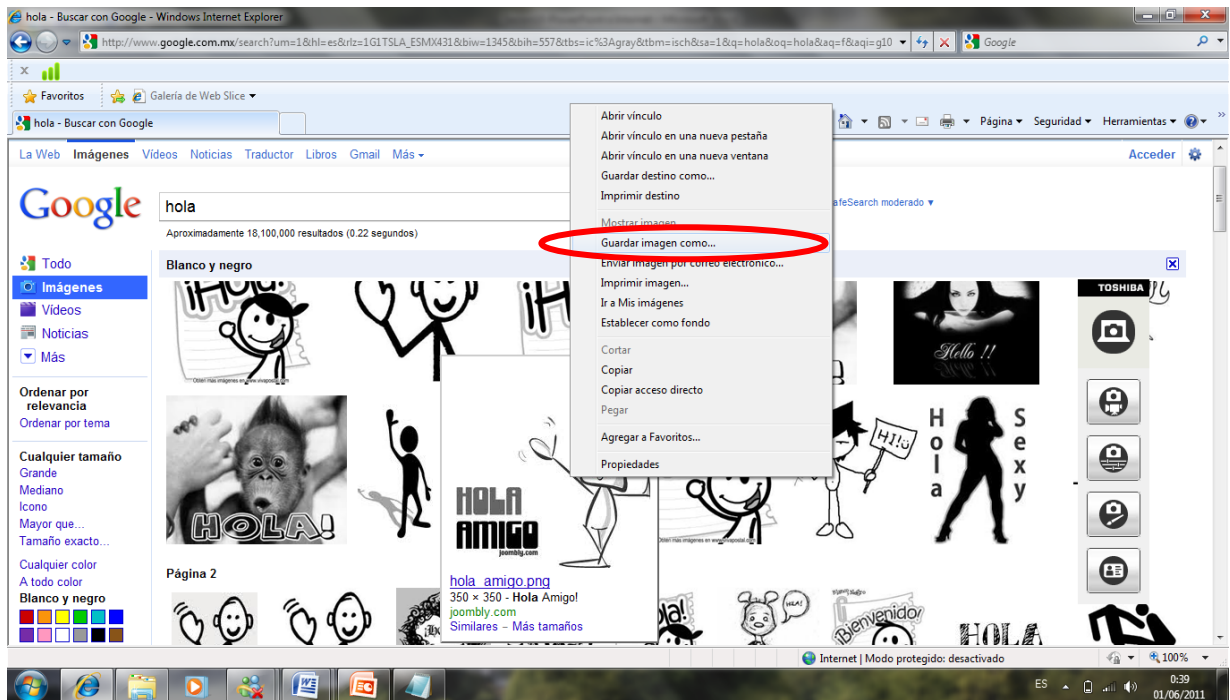 hola - Buscar con Google - Windows Internet Explorer
http://www.google.com.mx/search?um=1&hl=es&rlz=1G1TSLA_ESMX431&biw=1345&bih=557&tbs=ic%3Agray&tbm=isch&sa=1&q=hola&oq=hola&aq=f&aqi=g10
Google
x
Favoritos
Galería de Web Slice
hola - Buscar con Google
Página
Seguridad
Herramientas
La Web Imágenes Vídeos Noticias Traductor Libros Gmail Más
Acceder
Google
hola
afeSearch moderado
Aproximadamente 18,100,000 resultados (0.22 segundos)
Abrir vínculo
Abrir vínculo en una nueva pestaña
Abrir vínculo en una nueva ventana
Guardar destino como...
Imprimir destino
Mostrar imagen
Guardar imagen como...
Enviar imagen por correo electrónico...
Imprimir imagen...
Ir a Mis imágenes
Establecer como fondo
Cortar
Copiar
Copiar acceso directo
Pegar
Agregar a Favoritos...
Propiedades
Todo
Imágenes
Vídeos
Noticias
Más
Ordenar por
relevancia
Ordenar por tema
Cualquier tamaño
Grande
Mediano
Icono
Mayor que...
Tamaño exacto...
Cualquier color
A todo color
Blanco y negro
Blanco y negro
Hello !!
TOSHIBA
HOLA!
HOLA
AMIGO
joombly.com
HI!
Hola
Sexy
Página 2
hola_amigo.png
350 × 350 - Hola Amigo!
joombly.com
Similares – Más tamaños
HOLA!
Bienvenido/
HOLA
Internet | Modo protegido: desactivado
100%
ES
0:39
01/06/2011